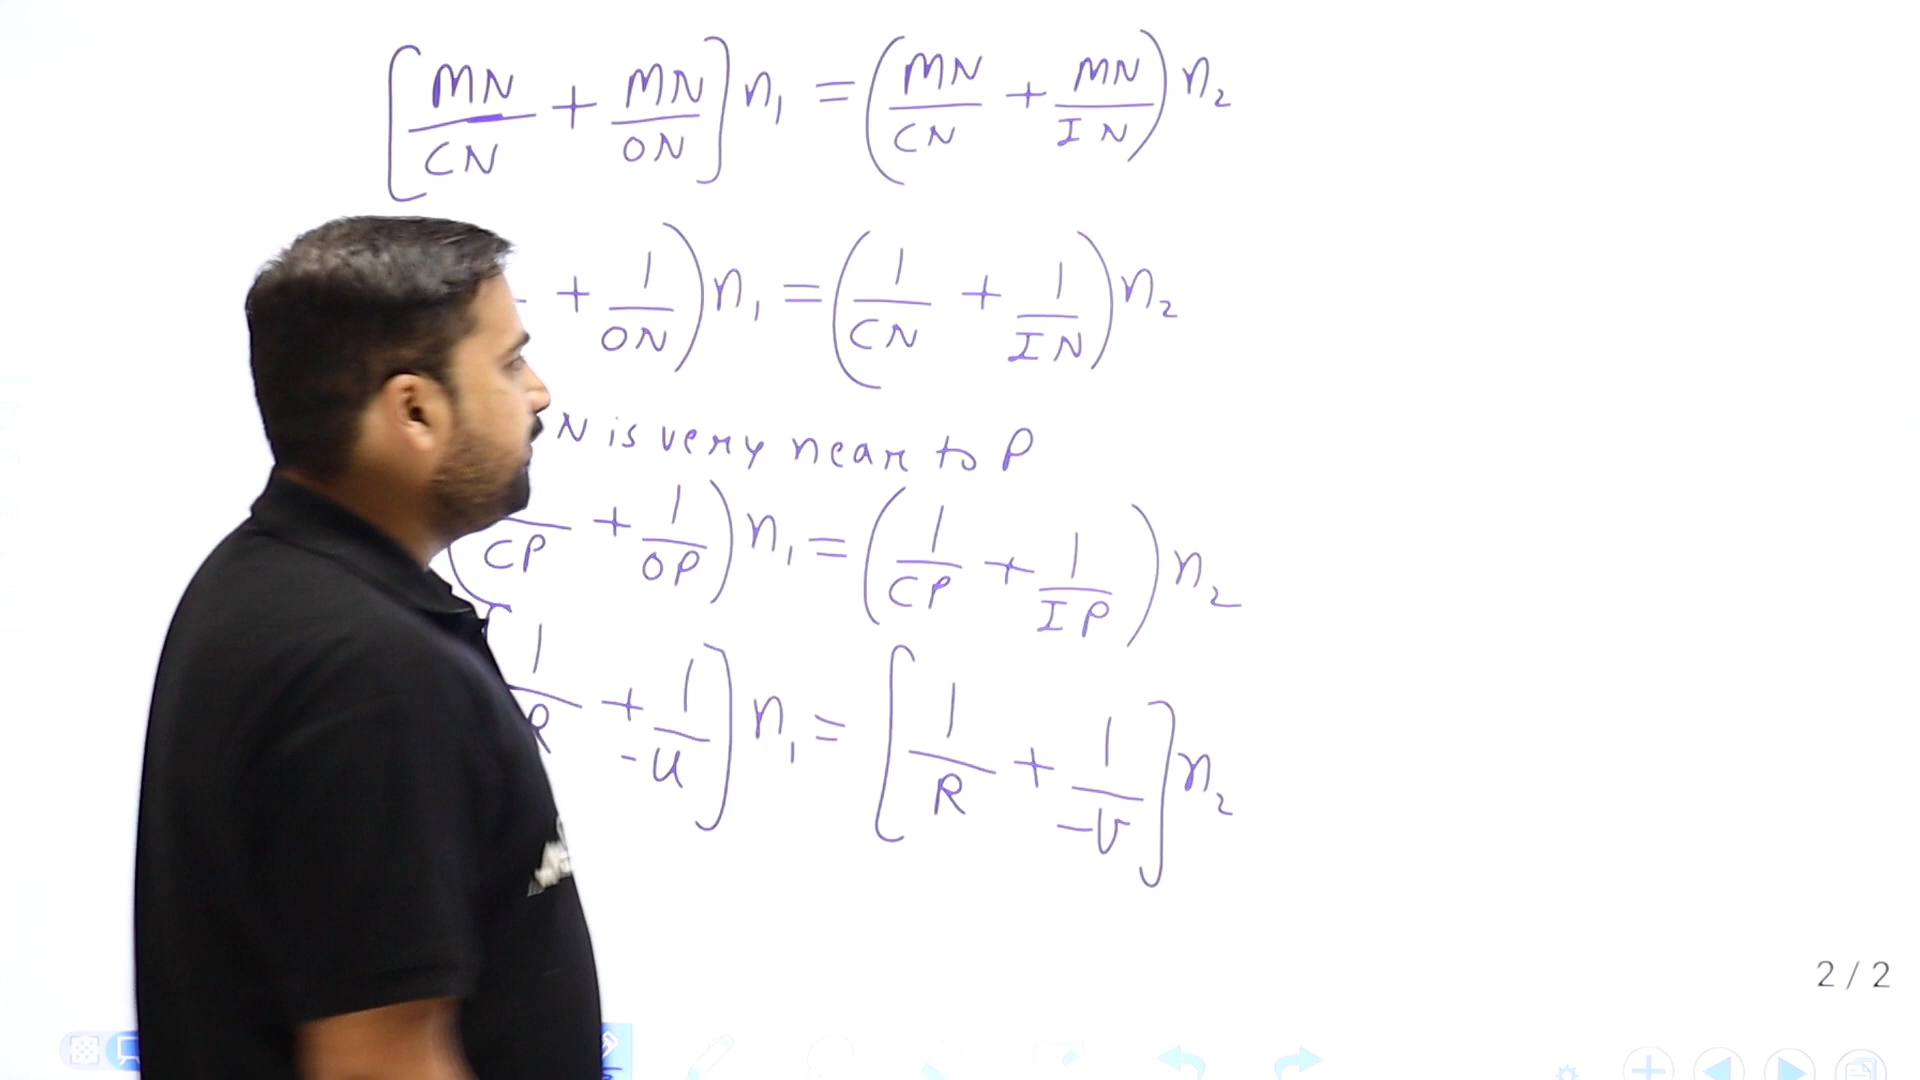 [MN/CN + MN/ON] n₁ = (MN/CN + MN/IN) n₂
+ 1/ON) n₁ = (1/CN + 1/IN) n₂
N is very near to P
(/CP + 1/OP) n₁ = (1/CP + 1/IP) n₂
1/R + 1/-u] n₁ = [1/R + 1/-v] n₂
2 / 2